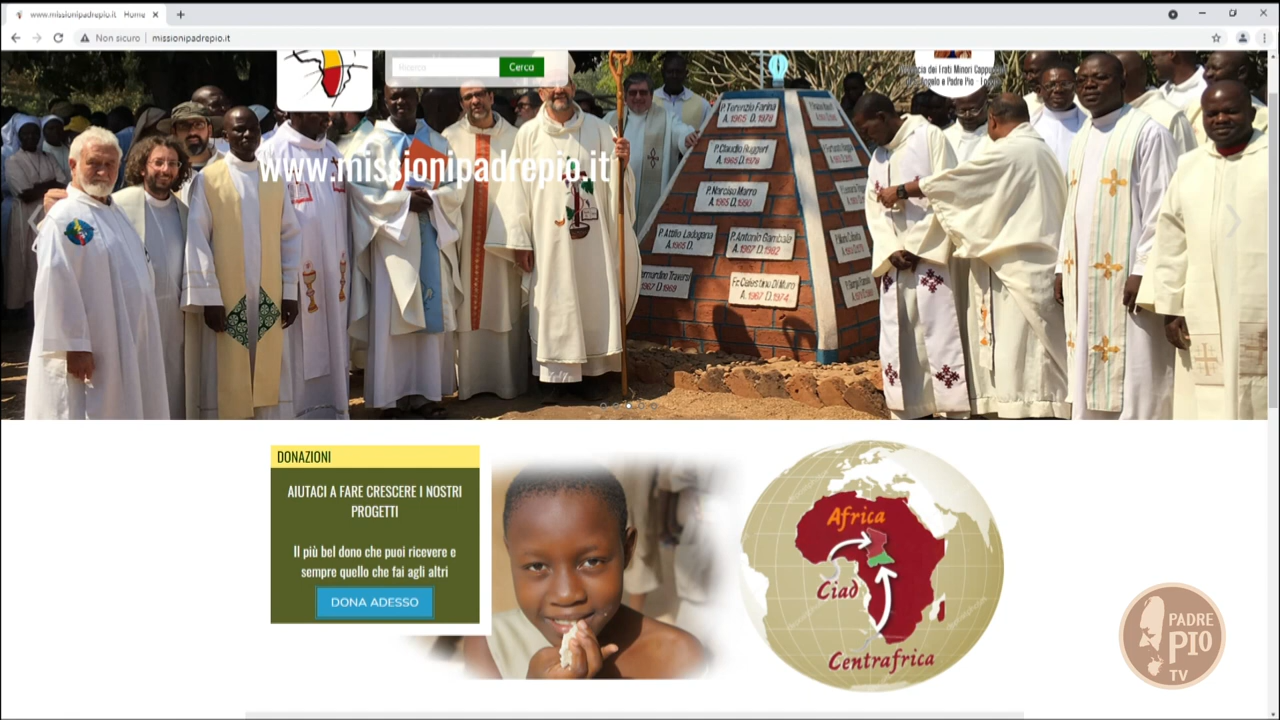 www.missionipadrepio.it Home
Non sicuro
missionipadrepio.it
Ricerca
Cerca
www.missionipadrepio.it
P. Terenzio Farina
A. 1965 D. 1978
P. Claudio Ruggeri
A. 1965 D. 1978
P. Narciso Marro
A. 1965 D. 1980
P. Attilio Ladogana
A. 1965 D.
P. Antonio Gambale
A. 1967 D. 1982
Fr. Celestino Di Muro
A. 1967 D. 1974
DONAZIONI
AIUTACI A FARE CRESCERE I NOSTRI
PROGETTI
Il più bel dono che puoi ricevere e
sempre quello che fai agli altri
DONA ADESSO
Africa
Ciad
Centrafrica
PADRE
PIO
TV